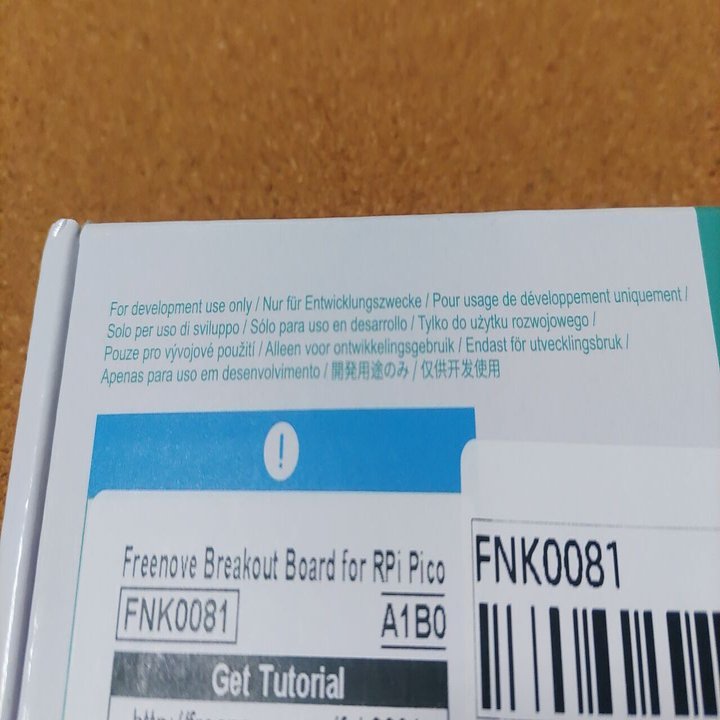 For development use only / Nur für Entwicklungszwecke / Pour usage de développement uniquement /
Solo per uso di sviluppo / Sólo para uso en desarrollo / Tylko do użytku rozwojowego /
Pouze pro vývojové použití / Alleen voor ontwikkelingsgebruik / Endast för utvecklingsbruk /
Apenas para uso em desenvolvimento / 開発用途のみ / 仅供开发使用
!
Freenove Breakout Board for RPi Pico
FNK0081
A1B0
Get Tutorial
FNK0081